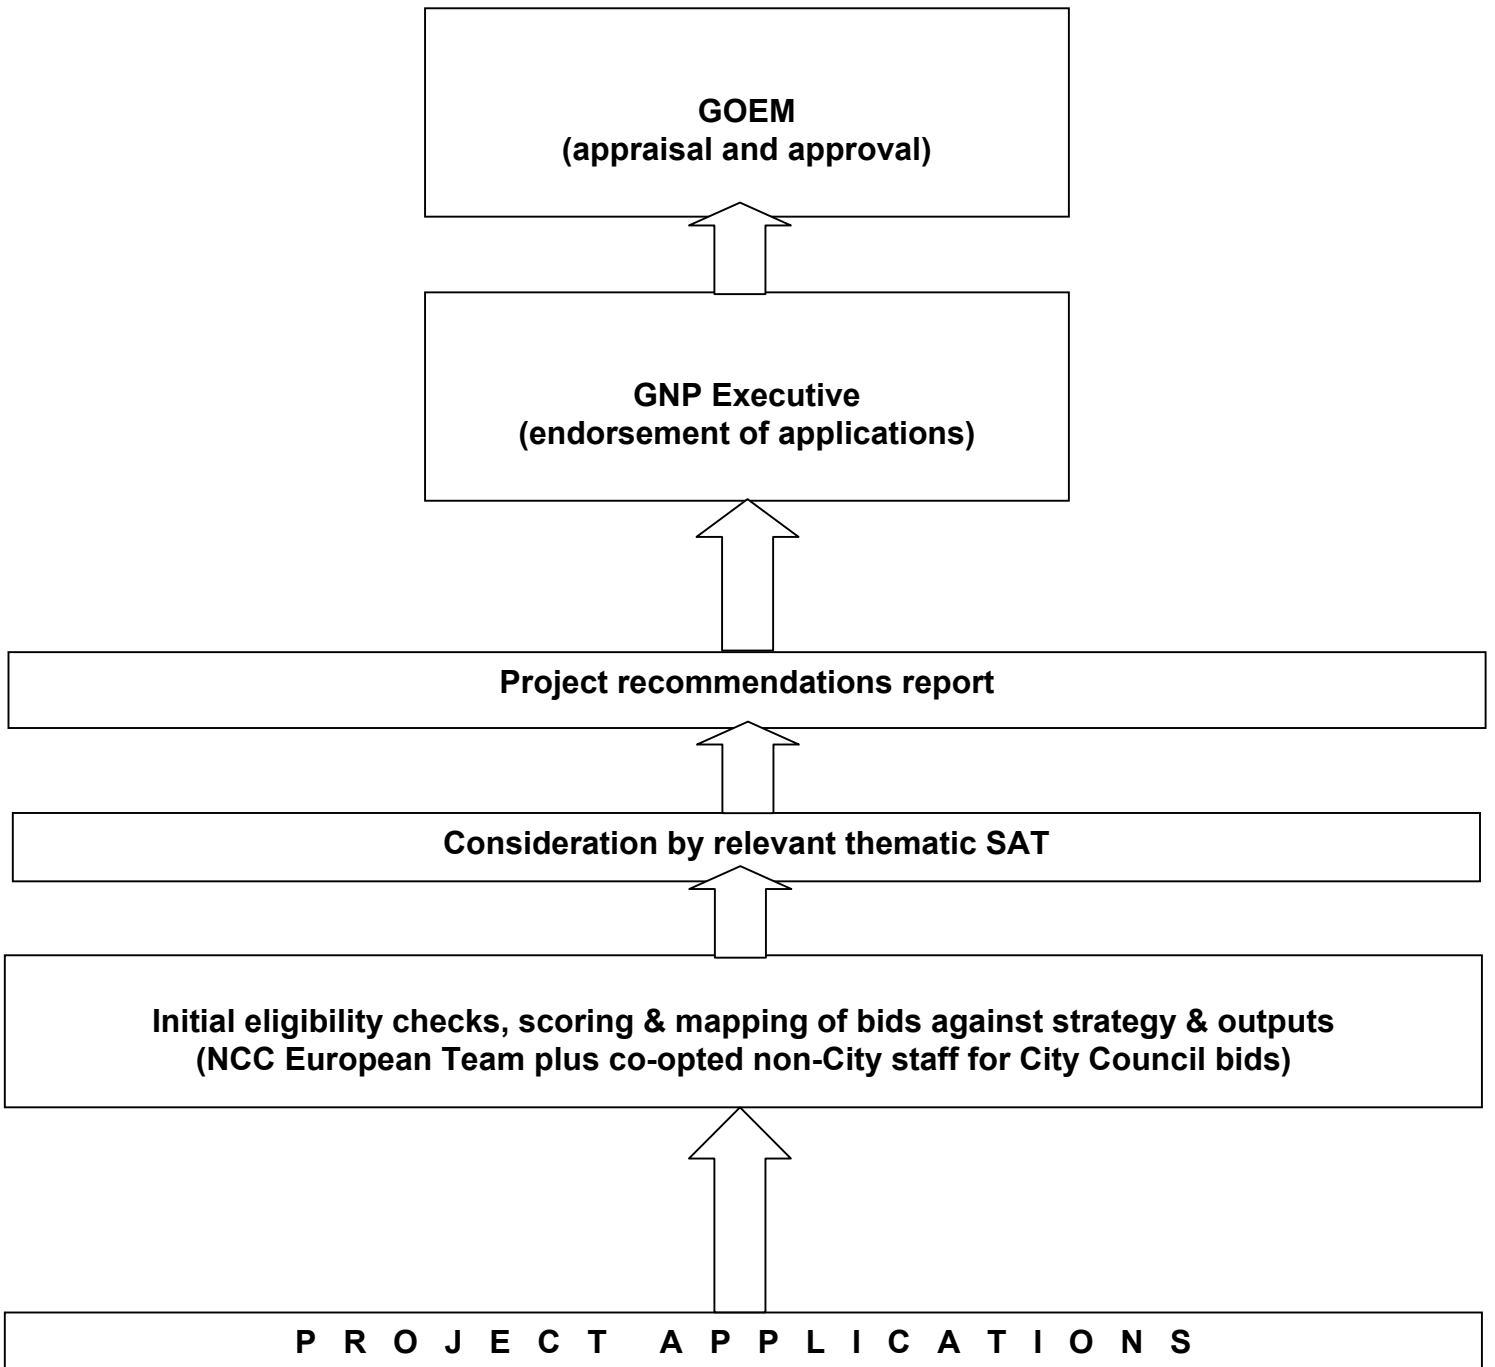 GOEM
(appraisal and approval)
GNP Executive
(endorsement of applications)
Project recommendations report
Consideration by relevant thematic SAT
Initial eligibility checks, scoring & mapping of bids against strategy & outputs
(NCC European Team plus co-opted non-City staff for City Council bids)
P R O J E C T A P P L I C A T I O N S